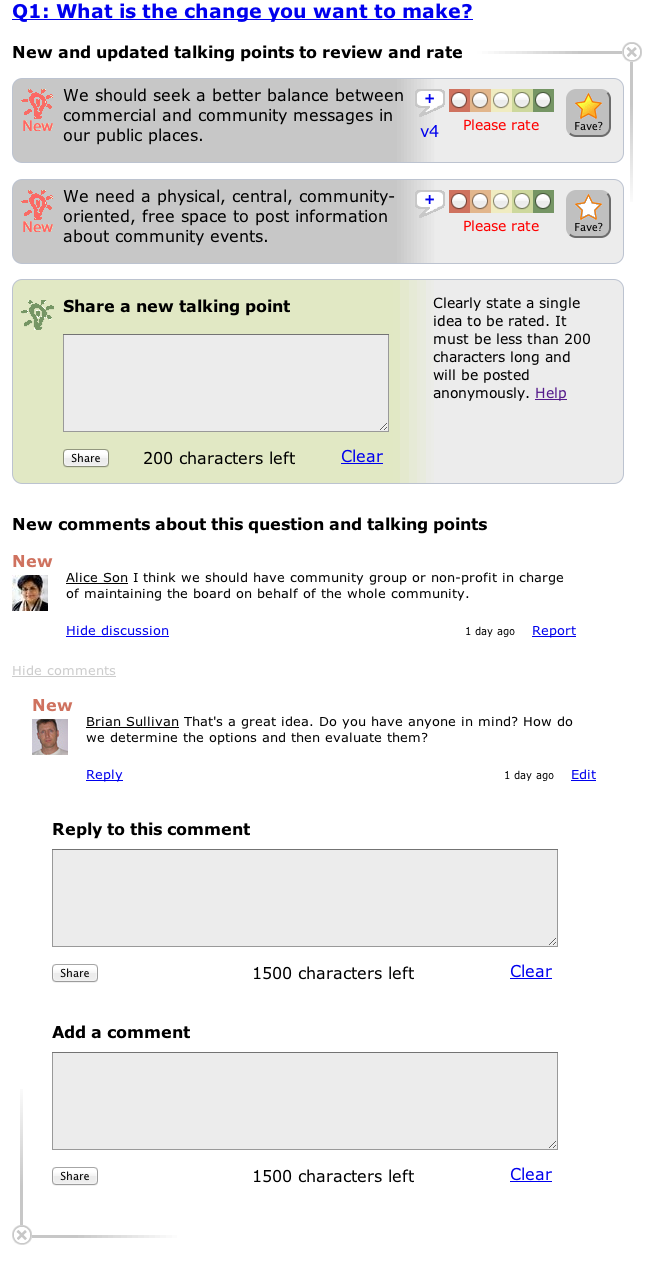 Q1: What is the change you want to make?
New and updated talking points to review and rate
New
We should seek a better balance between
commercial and community messages in
our public places.
+
v4
Please rate
Fave?
New
We need a physical, central, community-
oriented, free space to post information
about community events.
+
Please rate
Fave?
Share a new talking point
Clearly state a single
idea to be rated. It
must be less than 200
characters long and
will be posted
anonymously. Help
Share
200 characters left
Clear
New comments about this question and talking points
New
Alice Son I think we should have community group or non-profit in charge
of maintaining the board on behalf of the whole community.
Hide discussion
1 day ago
Report
Hide comments
New
Brian Sullivan That's a great idea. Do you have anyone in mind? How do
we determine the options and then evaluate them?
Reply
1 day ago
Edit
Reply to this comment
Share
1500 characters left
Clear
Add a comment
Share
1500 characters left
Clear